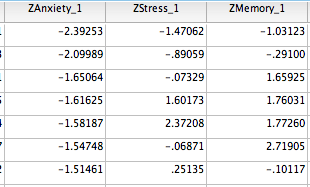 ZAnxiety_1 ZStress_1 ZMemory_1
-2.39253 -1.47062 -1.03123
-2.09989 -.89059 -.29100
-1.65064 -.07329 1.65925
-1.61625 1.60173 1.76031
-1.58187 2.37208 1.77260
-1.54748 -.06871 2.71905
-1.51461 .25135 -.10117